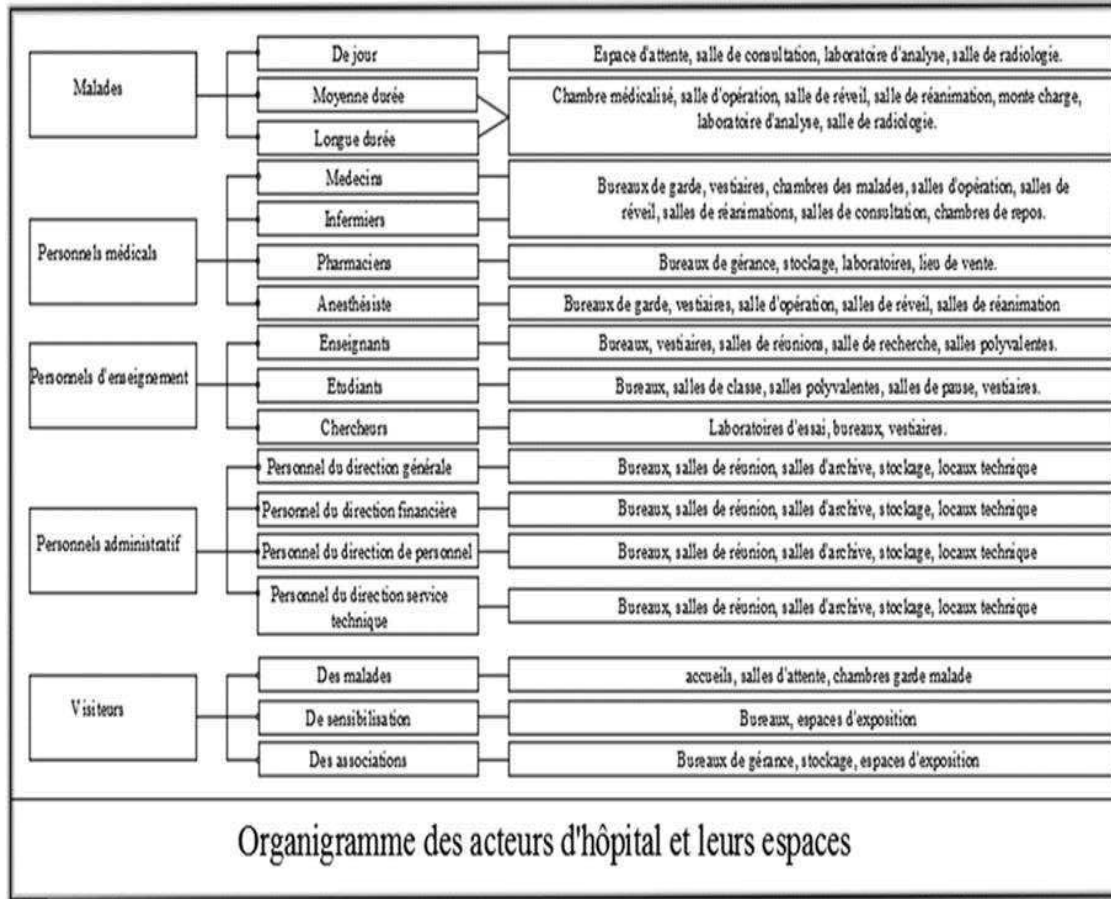 Malades
De jour
Espace d'attente, salle de consultation, laboratoire d'analyse, salle de radiologie.
Moyenne durée
Longue durée
Chambre médicalisé, salle d'opération, salle de réveil, salle de réanimation, monte charge,
laboratoire d'analyse, salle de radiologie.
Personnels médicals
Medecins
Infermiers
Bureaux de garde, vestiaires, chambres des malades, salles d'opération, salles de
réveil, salles de réanimations, salles de consultation, chambres de repos.
Pharmaciens
Bureaux de gérance, stockage, laboratoires, lieu de vente.
Anesthésiste
Bureaux de garde, vestiaires, salle d'opération, salles de réveil, salles de réanimation
Personnels d'enseignement
Enseignants
Bureaux, vestiaires, salles de réunions, salle de recherche, salles polyvalentes.
Etudiants
Bureaux, salles de classe, salles polyvalentes, salles de pause, vestiaires.
Chercheurs
Laboratoires d'essai, bureaux, vestiaires.
Personnels administratif
Personnel du direction générale
Bureaux, salles de réunion, salles d'archive, stockage, locaux technique
Personnel du direction financière
Bureaux, salles de réunion, salles d'archive, stockage, locaux technique
Personnel du direction de personnel
Bureaux, salles de réunion, salles d'archive, stockage, locaux technique
Personnel du direction service
technique
Bureaux, salles de réunion, salles d'archive, stockage, locaux technique
Visiteurs
Des malades
accueils, salles d'attente, chambres garde malade
De sensibilisation
Bureaux, espaces d'exposition
Des associations
Bureaux de gérance, stockage, espaces d'exposition
Organigramme des acteurs d'hôpital et leurs espaces